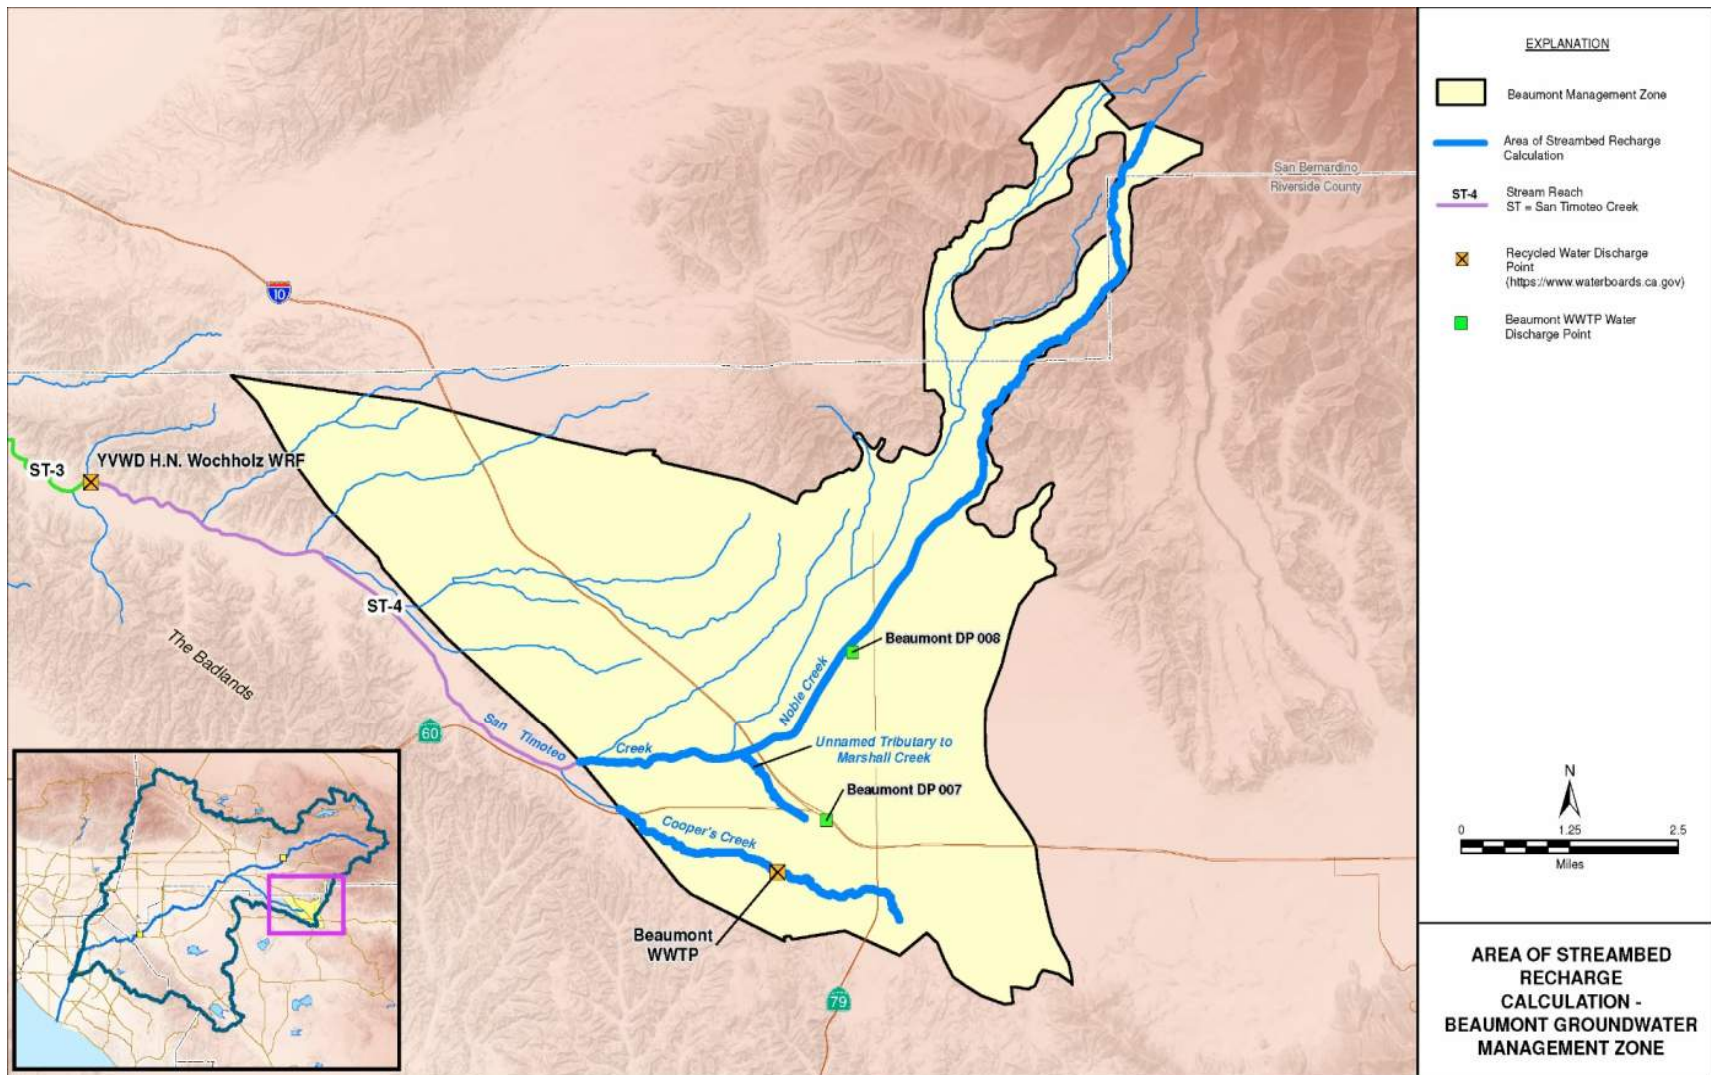 EXPLANATION
Beaumont Management Zone
Area of Streambed Recharge
Calculation
ST-4
Stream Reach
ST = San Timoteo Creek
Recycled Water Discharge
Point
(https://www.waterboards.ca.gov)
Beaumont WWTP Water
Discharge Point
San Bernardino
Riverside County
10
ST-3
YVWD H.N. Wochholz WRF
ST-4
The Badlands
60
San Timoteo
Creek
Noble Creek
Beaumont DP 008
Unnamed Tributary to
Marshall Creek
Beaumont DP 007
Cooper's Creek
Beaumont
WWTP
79
N
0
1.25
2.5
Miles
AREA OF STREAMBED
RECHARGE
CALCULATION -
BEAUMONT GROUNDWATER
MANAGEMENT ZONE